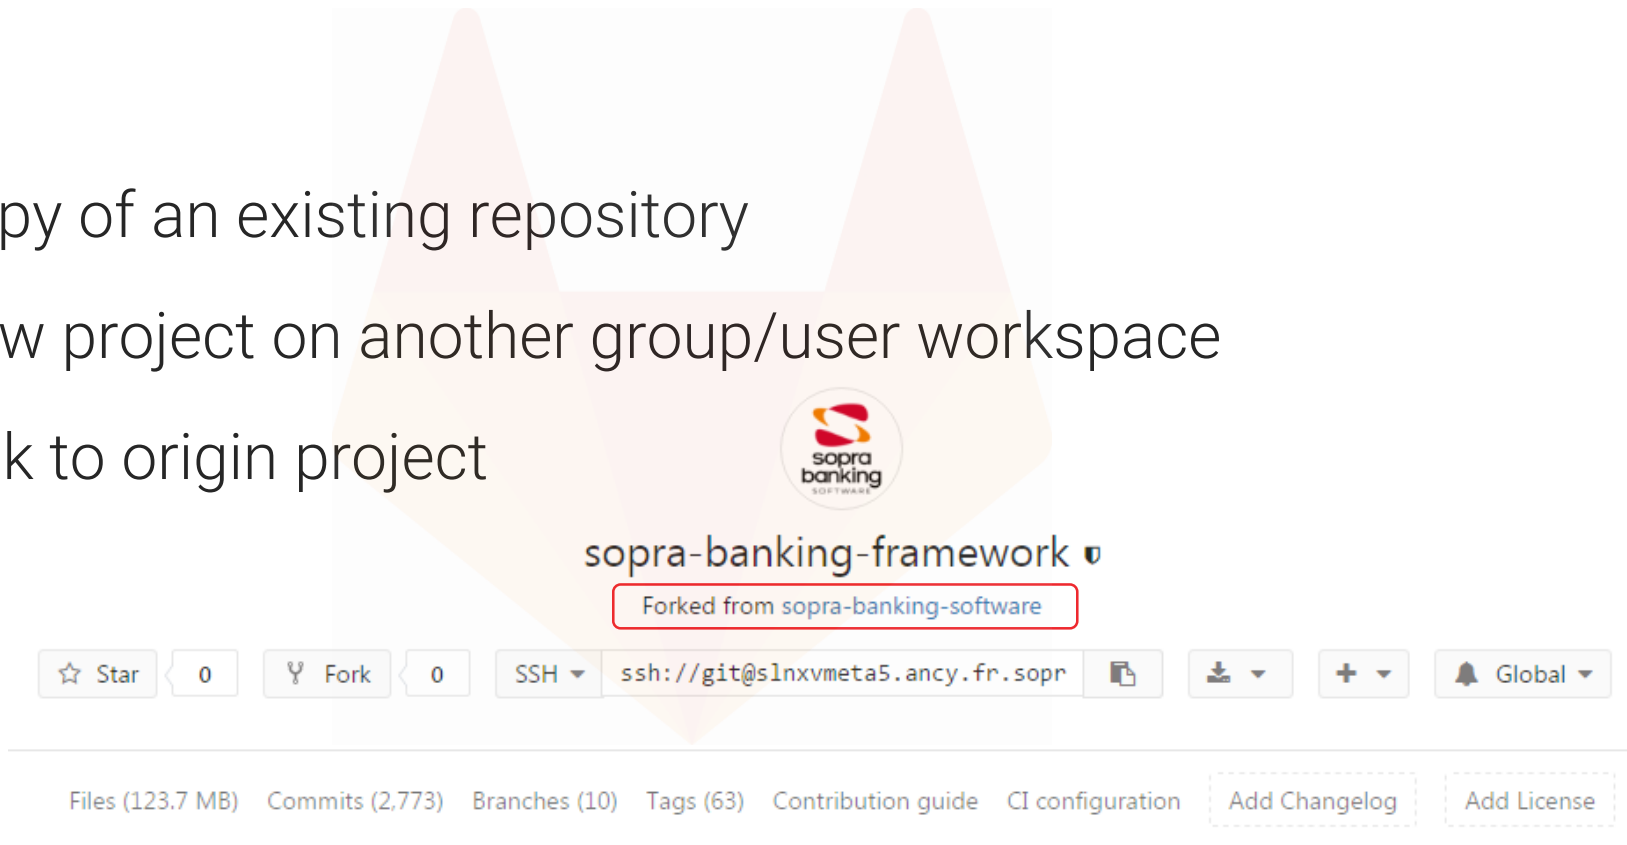 py of an existing repository
w project on another group/user workspace
k to origin project
sopra
banking
SOFTWARE
sopra-banking-framework
Forked from sopra-banking-software
Star 0 Fork 0 SSH ssh://git@slnxvmeta5.ancy.fr.sopr Global
Files (123.7 MB) Commits (2,773) Branches (10) Tags (63) Contribution guide CI configuration Add Changelog Add License